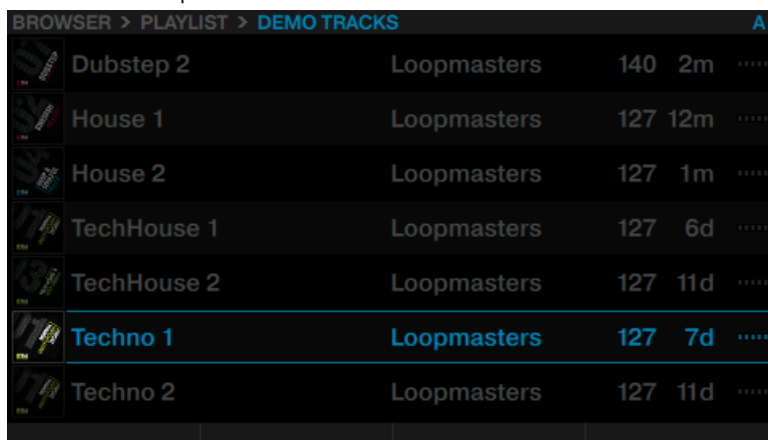 BROWSER > PLAYLIST > DEMO TRACKS A
Dubstep 2 Loopmasters 140 2m
House 1 Loopmasters 127 12m
House 2 Loopmasters 127 1m
TechHouse 1 Loopmasters 127 6d
TechHouse 2 Loopmasters 127 11d
Techno 1 Loopmasters 127 7d
Techno 2 Loopmasters 127 11d